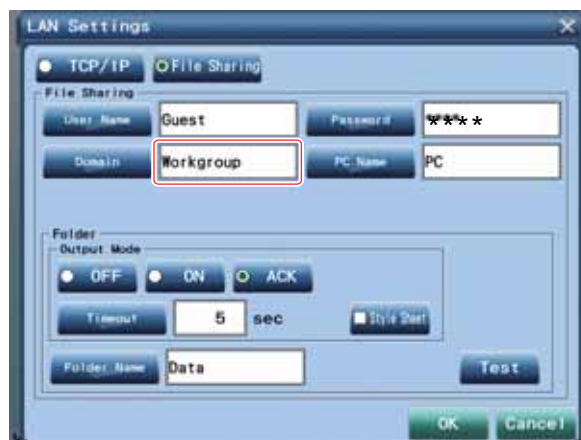 LAN Settings
TCP/IP File Sharing
File Sharing
User Name Guest Password ****
Domain Workgroup PC Name PC
Folder
Output Mode
OFF ON ACK
Timeout 5 sec Style Sheet
Folder Name Data Test
OK Cancel